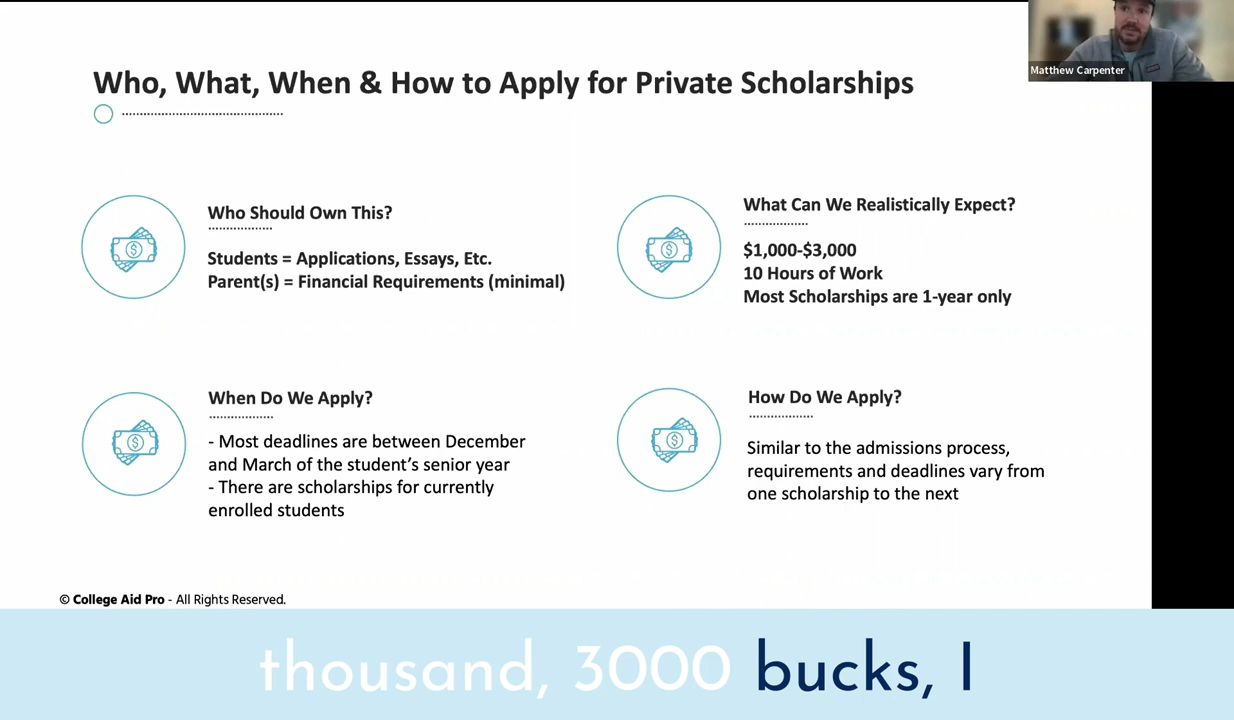 Matthew Carpenter
Who, What, When & How to Apply for Private Scholarships
Who Should Own This?
Students = Applications, Essays, Etc.
Parent(s) = Financial Requirements (minimal)
What Can We Realistically Expect?
$1,000-$3,000
10 Hours of Work
Most Scholarships are 1-year only
When Do We Apply?
- Most deadlines are between December
and March of the student’s senior year
- There are scholarships for currently
enrolled students
How Do We Apply?
Similar to the admissions process,
requirements and deadlines vary from
one scholarship to the next
© College Aid Pro - All Rights Reserved.
thousand, 3000 bucks, I